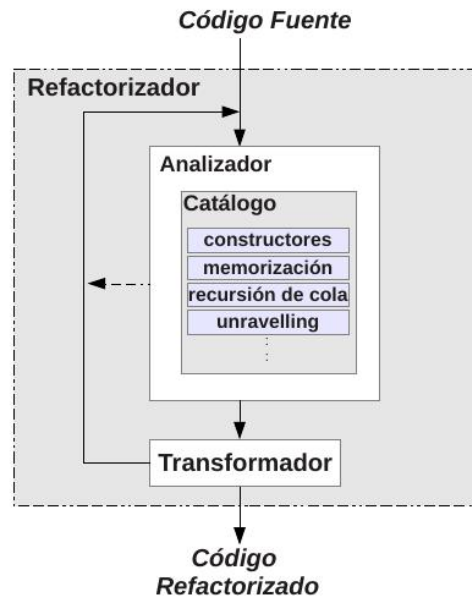 Código Fuente
Refactorizador
Analizador
Catálogo
constructores
memorización
recursión de cola
unravelling
Transformador
Código
Refactorizado